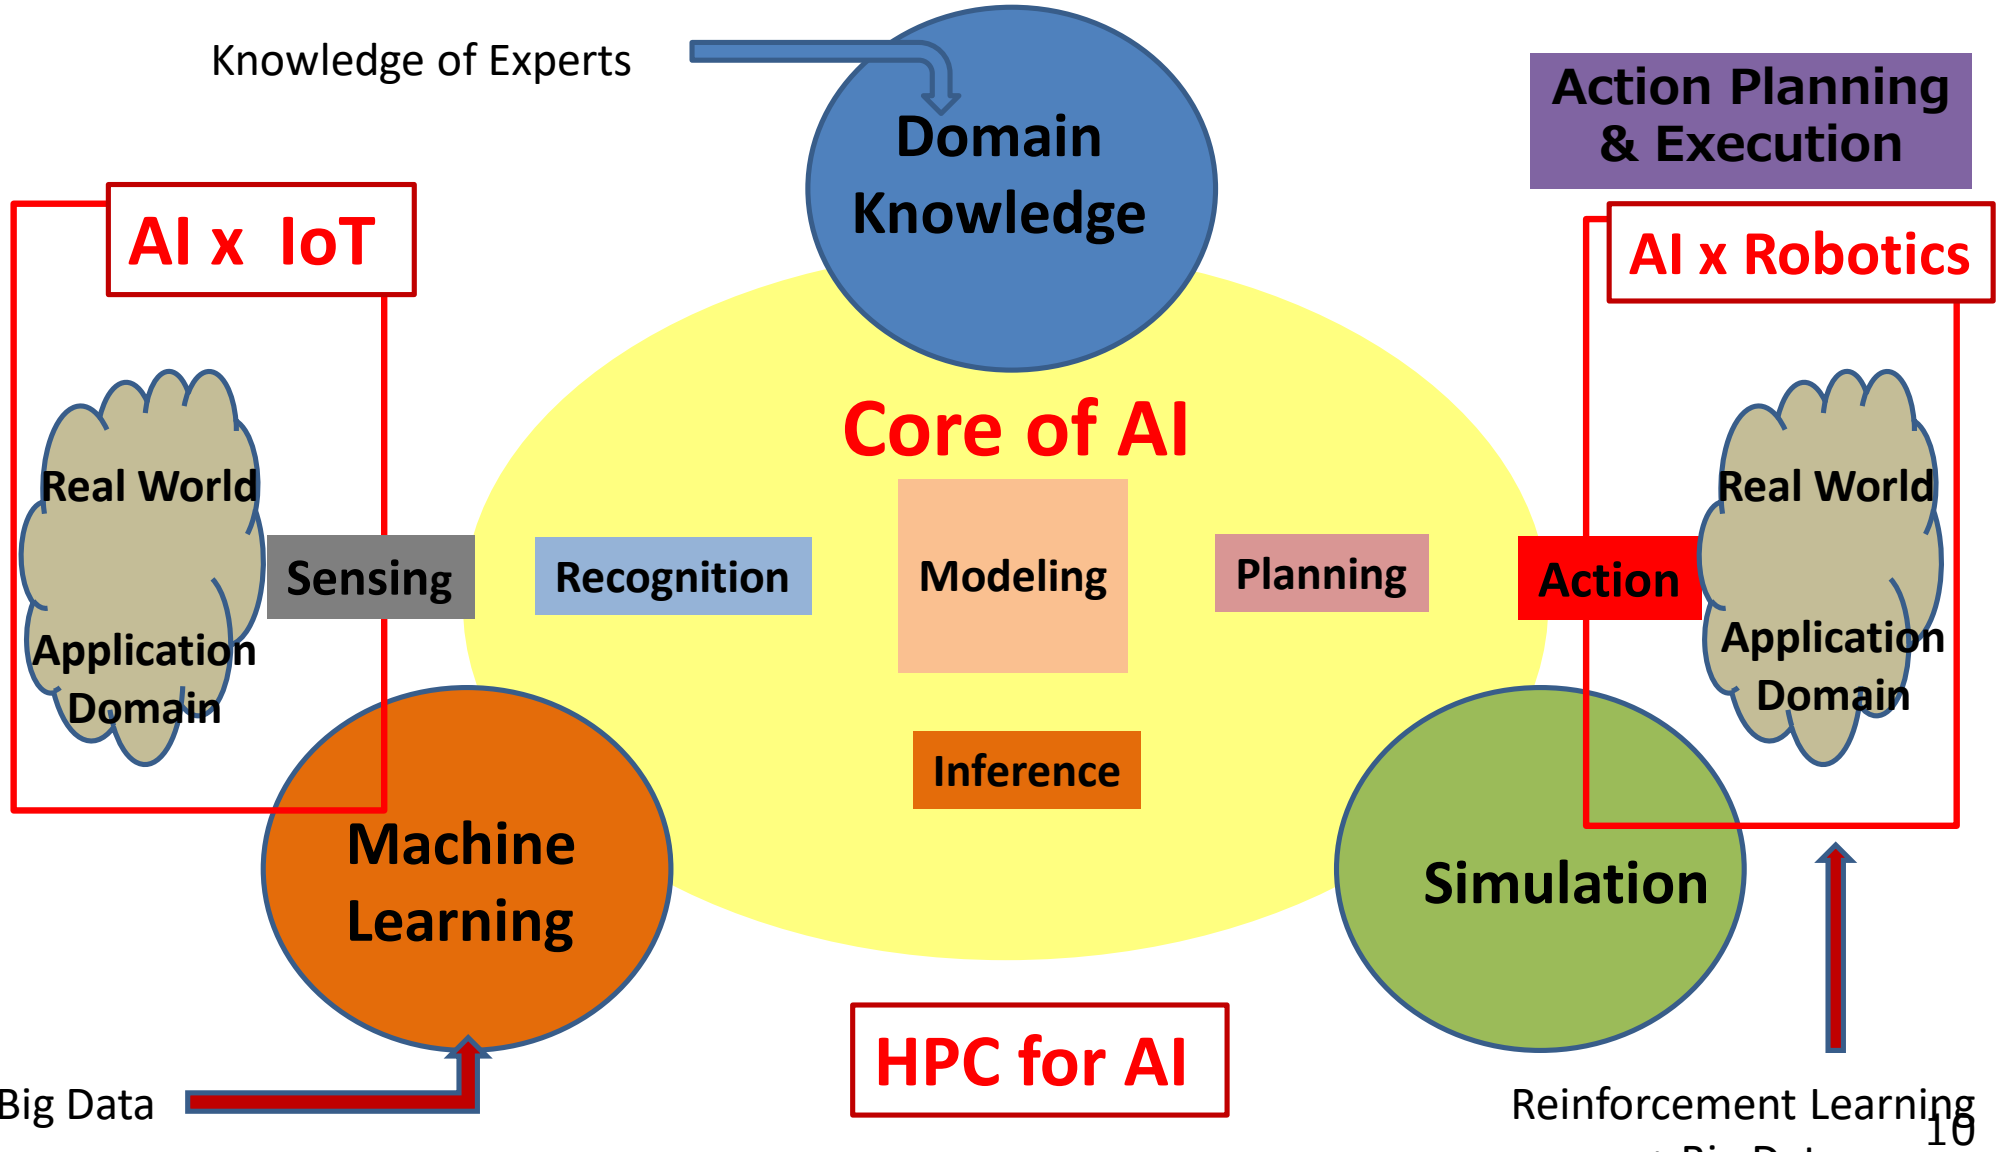 Knowledge of Experts
Action Planning
& Execution
Domain
Knowledge
AI x IoT
AI x Robotics
Core of AI
Real World
Real World
Sensing
Recognition
Modeling
Planning
Action
Application
Domain
Application
Domain
Inference
Machine
Learning
Simulation
HPC for AI
Big Data
Reinforcement Learning
10